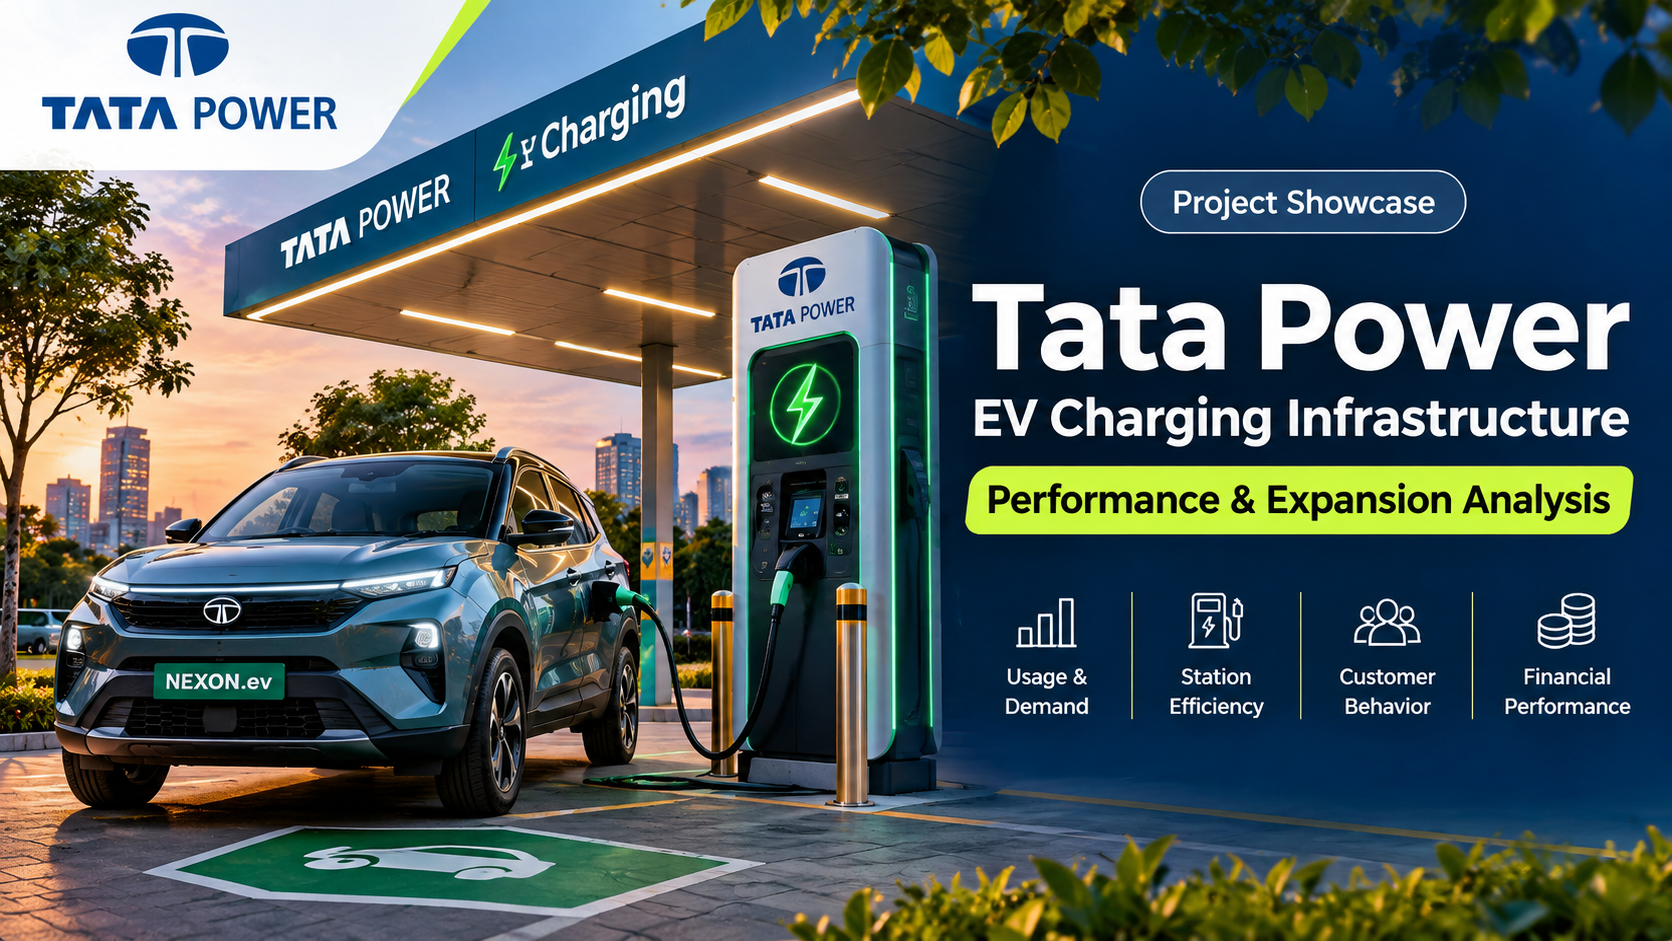 TATA POWER
TATA POWER
Charging
TATA POWER
NEXON.ev
Project Showcase
Tata Power
EV Charging Infrastructure
Performance & Expansion Analysis
Usage &
Demand
Station
Efficiency
Customer
Behavior
Financial
Performance